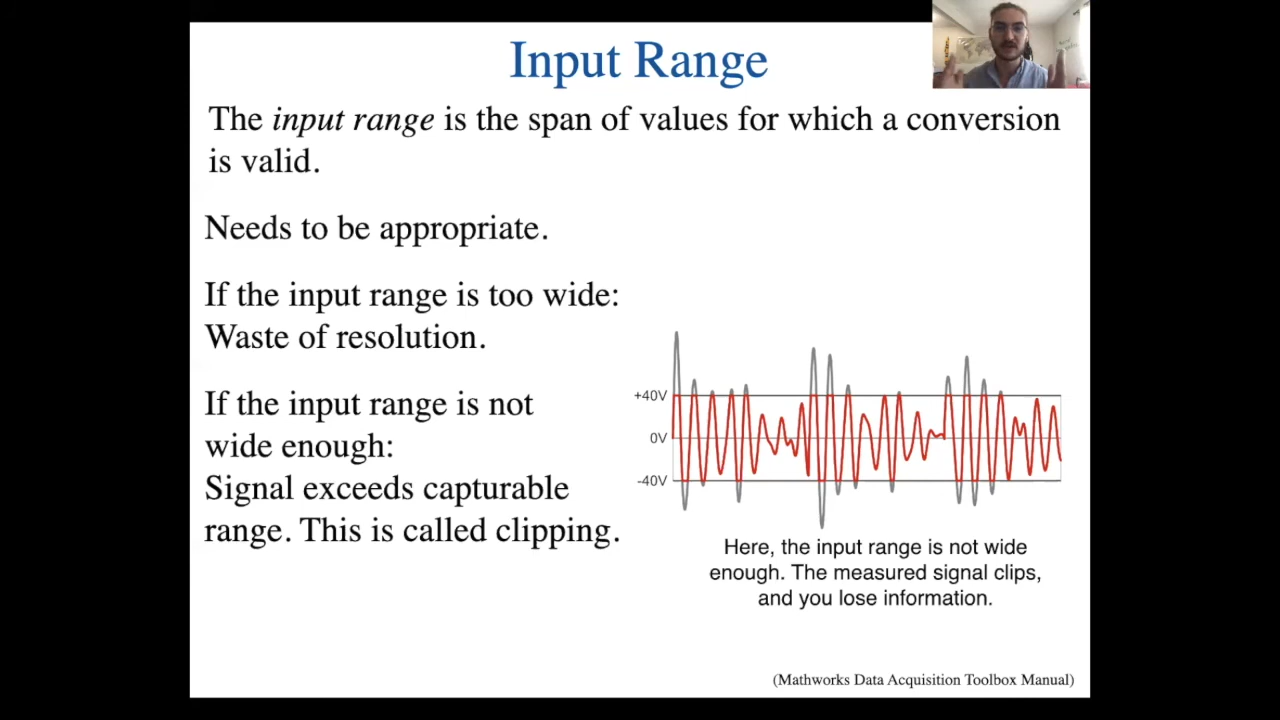 Input Range
The input range is the span of values for which a conversion
is valid.
Needs to be appropriate.
If the input range is too wide:
Waste of resolution.
If the input range is not
wide enough:
Signal exceeds capturable
range. This is called clipping.
+40V
0V
-40V
Here, the input range is not wide
enough. The measured signal clips,
and you lose information.
(Mathworks Data Acquisition Toolbox Manual)